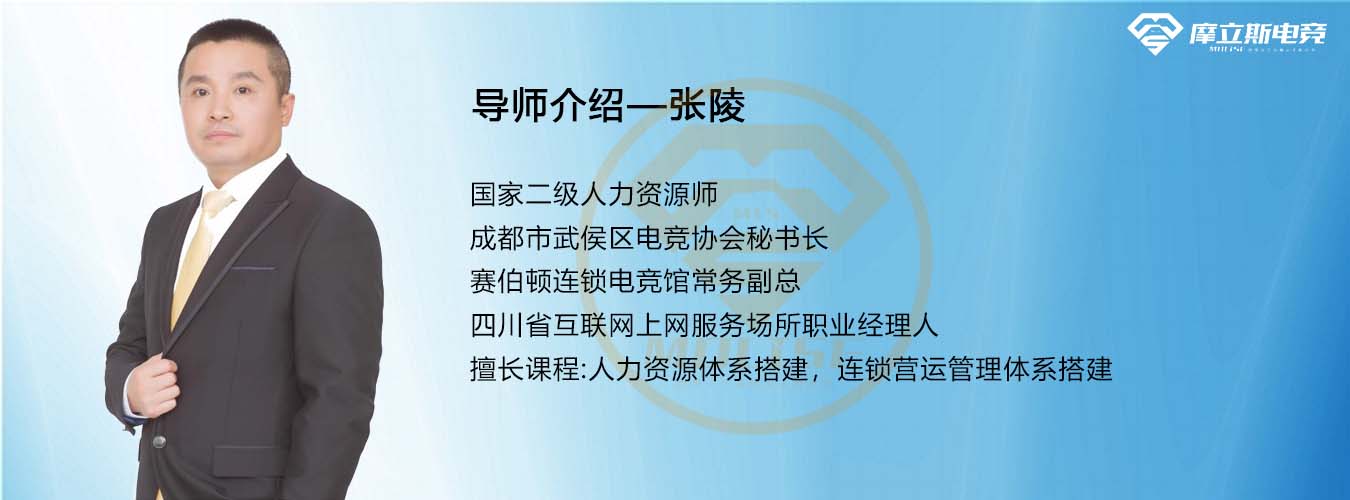 摩立斯电竞
导师介绍—张陵
国家二级人力资源师
成都市武侯区电竞协会秘书长
赛伯顿连锁电竞馆常务副总
四川省互联网上网服务场所职业经理人
擅长课程:人力资源体系搭建，连锁营运管理体系搭建